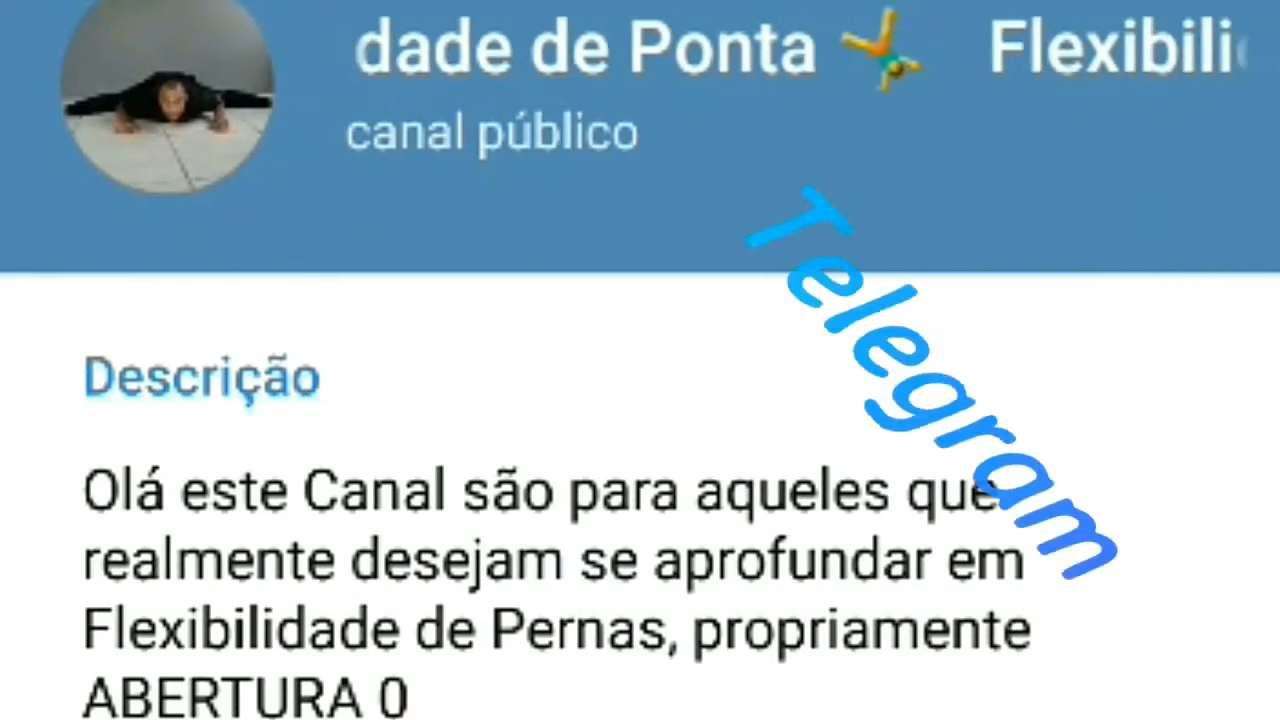 dade de Ponta 🤸 Flexibili
canal público
Telegram
Descrição
Olá este Canal são para aqueles que
realmente desejam se aprofundar em
Flexibilidade de Pernas, propriamente
ABERTURA 0